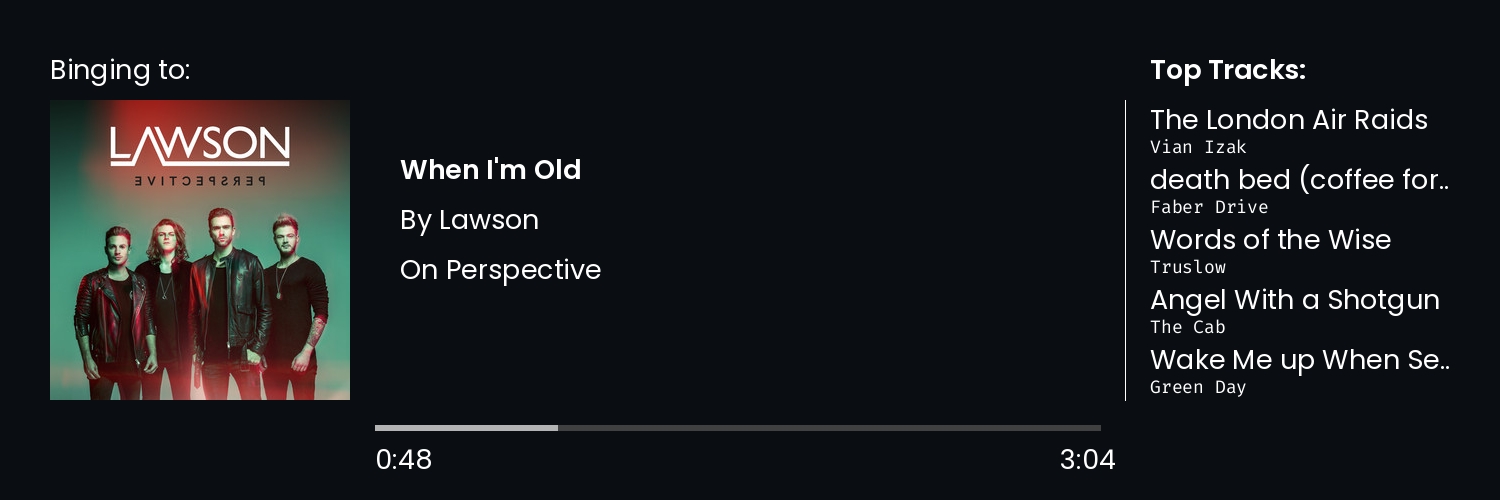 Binging to:
LAWSON
PERSPECTIVE
When I'm Old
By Lawson
On Perspective
0:48
3:04
Top Tracks:
The London Air Raids
Vian Izak
death bed (coffee for..
Faber Drive
Words of the Wise
Truslow
Angel With a Shotgun
The Cab
Wake Me up When Se..
Green Day